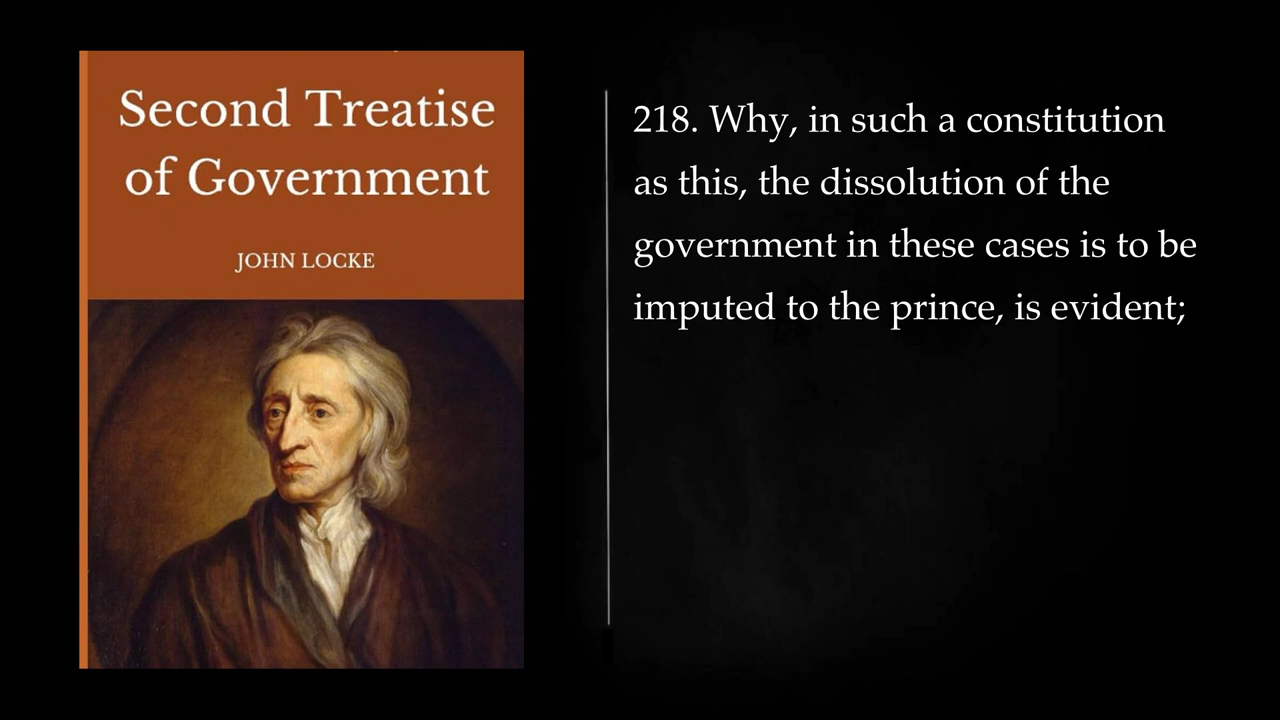 Second Treatise
of Government
JOHN LOCKE
218. Why, in such a constitution
as this, the dissolution of the
government in these cases is to be
imputed to the prince, is evident;